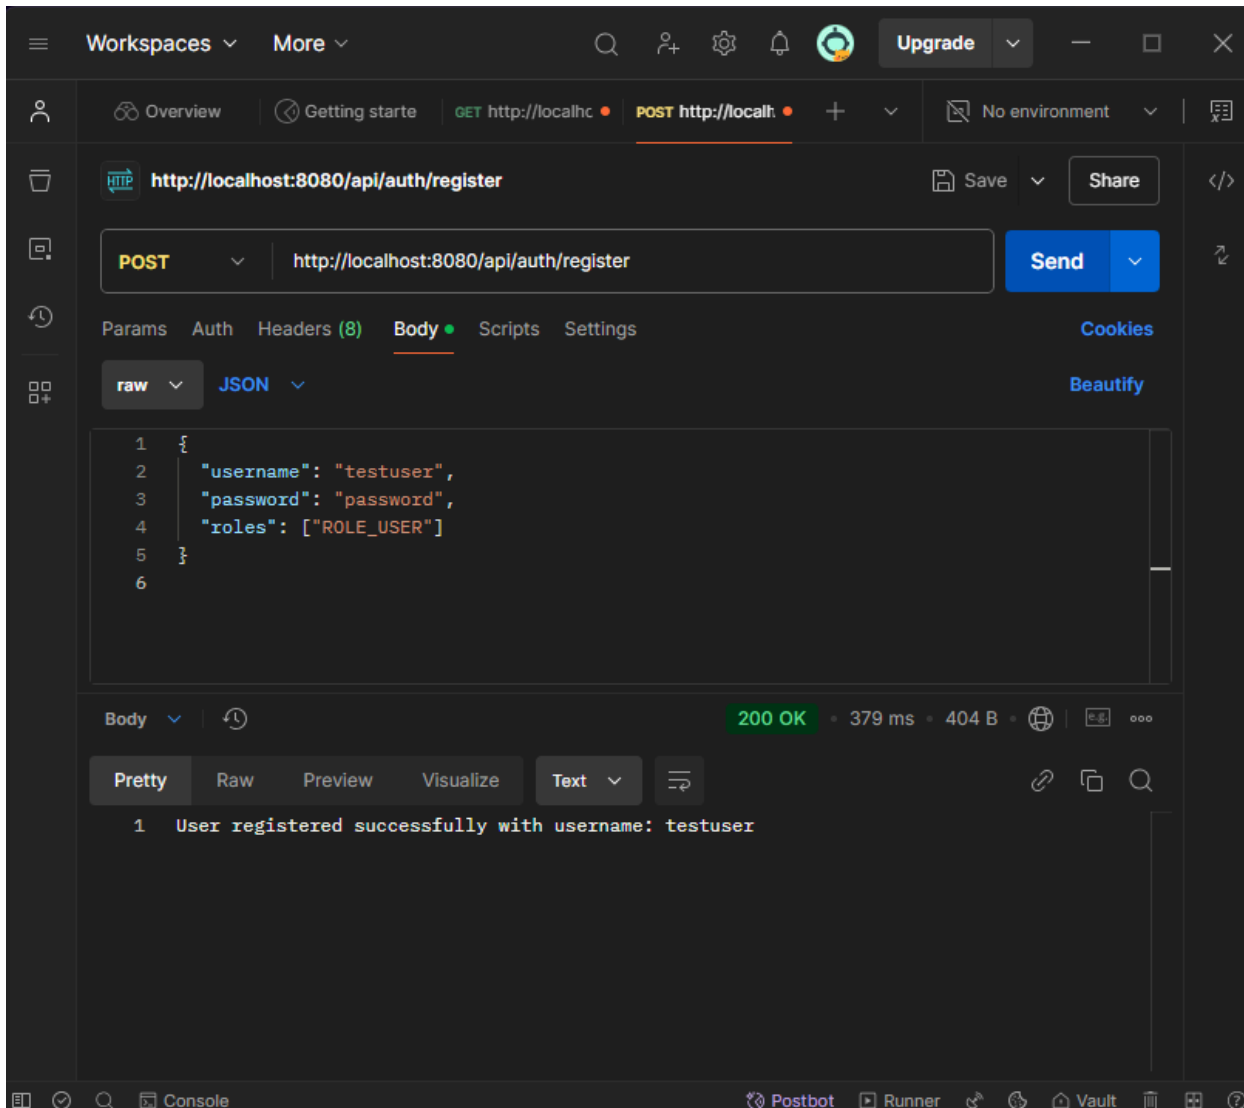 Workspaces More Upgrade
Overview Getting starte GET http://localhc POST http://localh No environment
HTTP http://localhost:8080/api/auth/register Save Share
POST http://localhost:8080/api/auth/register Send
Params Auth Headers (8) Body Scripts Settings Cookies
raw JSON Beautify
1 {
2 "username": "testuser",
3 "password": "password",
4 "roles": ["ROLE_USER"]
5 }
6
Body 200 OK • 379 ms • 404 B • e.g.
Pretty Raw Preview Visualize Text
1 User registered successfully with username: testuser
Console Postbot Runner Vault